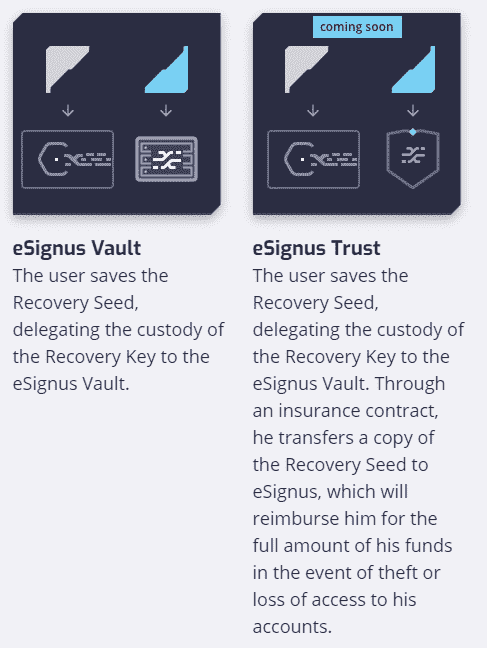 eSignus Vault
The user saves the
Recovery Seed,
delegating the custody of
the Recovery Key to the
eSignus Vault.
coming soon
eSignus Trust
The user saves the
Recovery Seed,
delegating the custody of
the Recovery Key to the
eSignus Vault. Through
an insurance contract,
he transfers a copy of
the Recovery Seed to
eSignus, which will
reimburse him for the
full amount of his funds
in the event of theft or
loss of access to his
accounts.